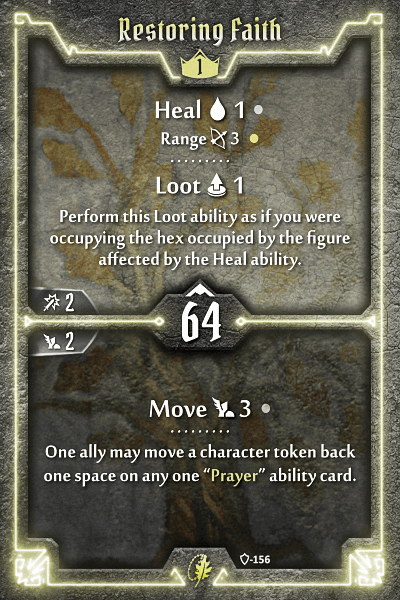 Restoring Faith
1
Heal 1
Range 3
Loot 1
Perform this Loot ability as if you were
occupying the hex occupied by the figure
affected by the Heal ability.
2
64
2
Move 3
One ally may move a character token back
one space on any one “Prayer” ability card.
-156